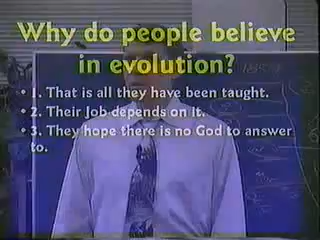 Why do people believe
in evolution?
• 1. That is all they have been taught.
• 2. Their Job depends on it.
• 3. They hope there is no God to answer
to.